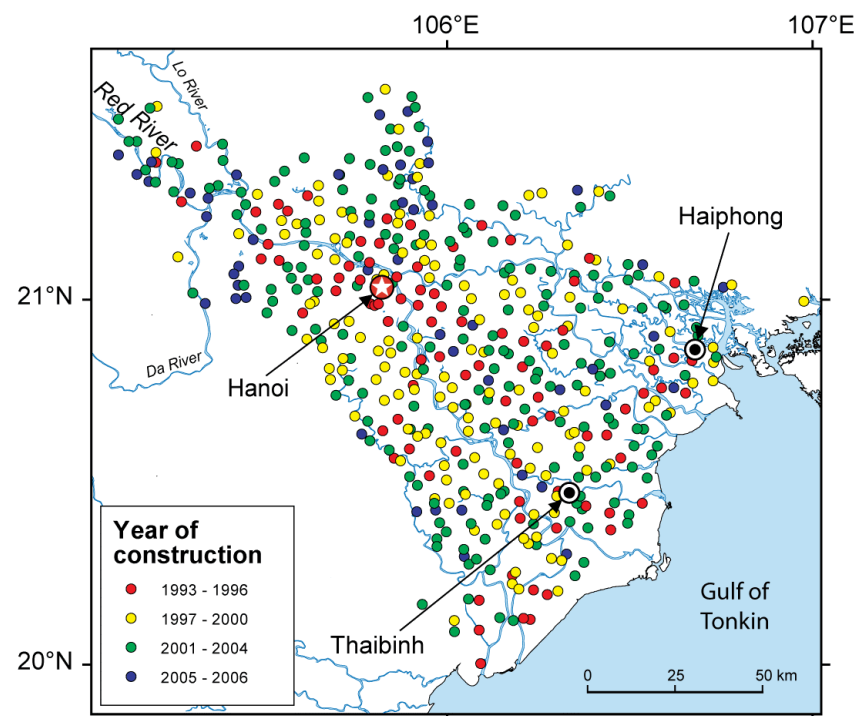 106°E
107°E
Lo River
Red River
Haiphong
21°N
Da River
Hanoi
Year of
construction
1993 - 1996
1997 - 2000
2001 - 2004
2005 - 2006
Gulf of
Tonkin
Thaibinh
20°N
0 25 50 km